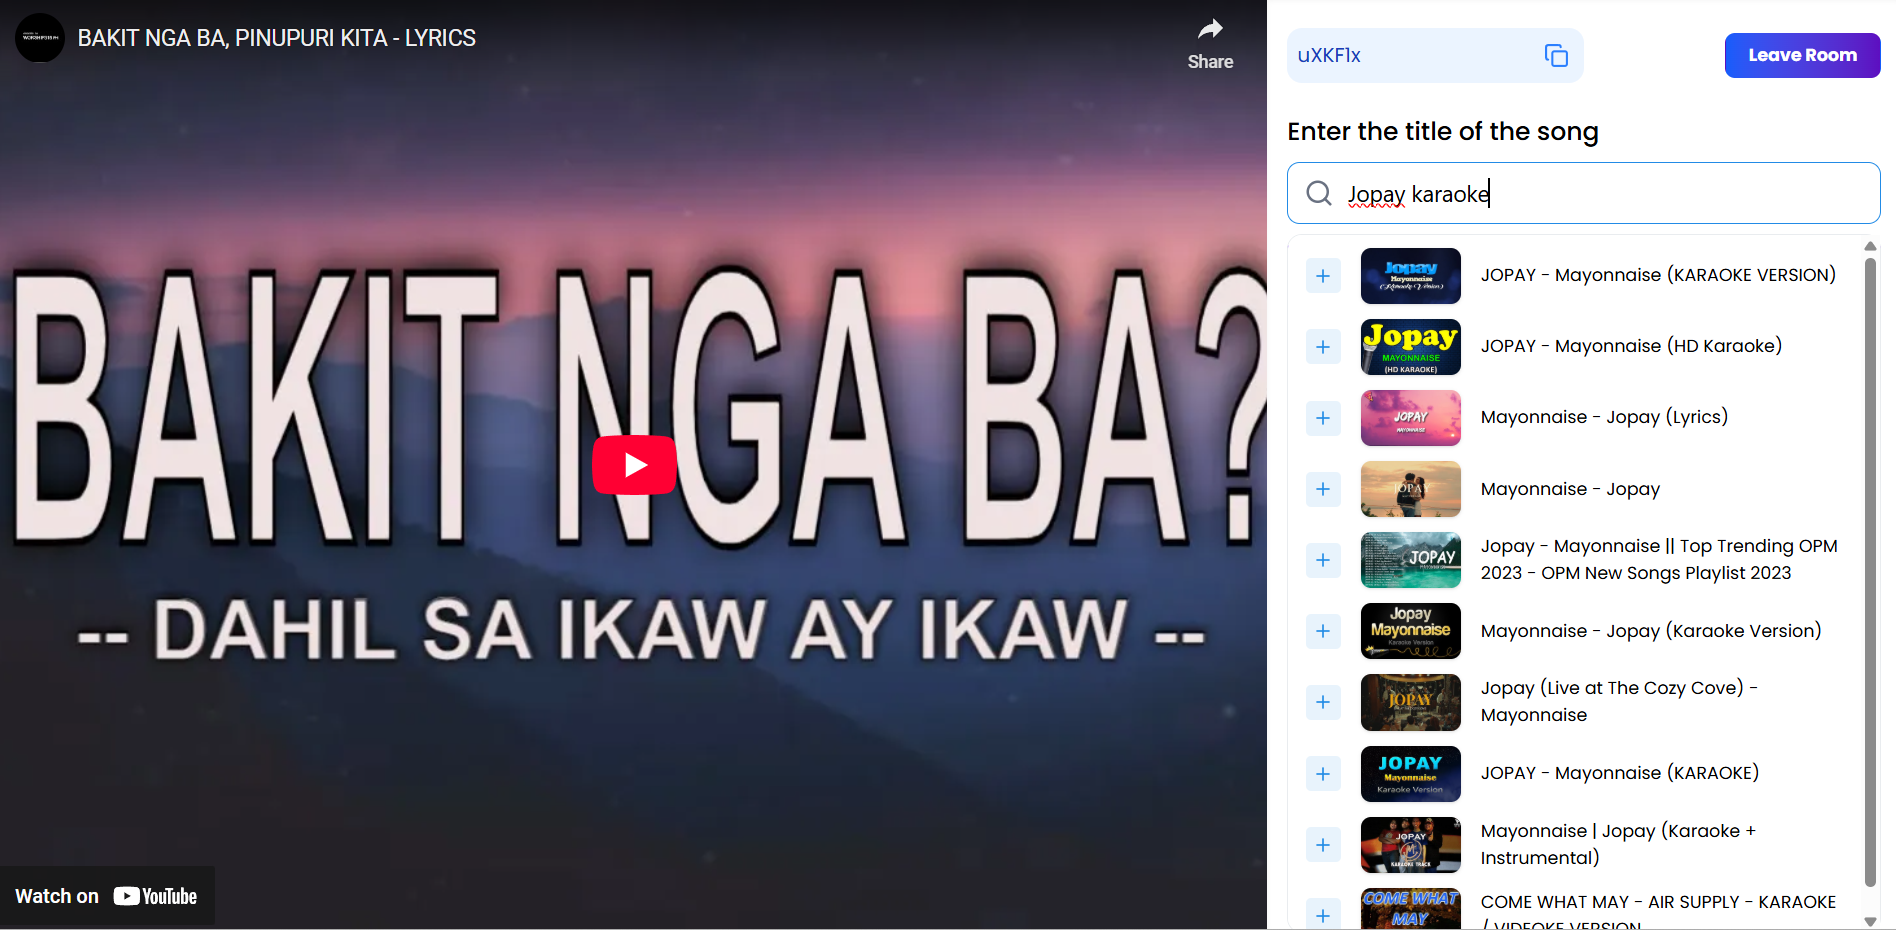 BAKIT NGA BA, PINUPURI KITA - LYRICS
Share
BAKIT NGA BA?
-- DAHIL SA IKAW AY IKAW --
Watch on YouTube
uXKF1x
Leave Room
Enter the title of the song
Jopay karaoke
Jopay
Mayonnaise
(Karaoke Version)
JOPAY - Mayonnaise (KARAOKE VERSION)
Jopay
MAYONNAISE
(HD KARAOKE)
JOPAY - Mayonnaise (HD Karaoke)
JOPAY
MAYONNAISE
Mayonnaise - Jopay (Lyrics)
JOPAY
Mayonnaise - Jopay
JOPAY
Jopay - Mayonnaise || Top Trending OPM
2023 - OPM New Songs Playlist 2023
Jopay
Mayonnaise
Karaoke Version
Mayonnaise - Jopay (Karaoke Version)
JOPAY
Jopay (Live at The Cozy Cove) -
Mayonnaise
JOPAY
Mayonnaise
Karaoke Version
JOPAY - Mayonnaise (KARAOKE)
JOPAY
KARAOKE TRACK
Mayonnaise | Jopay (Karaoke +
Instrumental)
COME WHAT
MAY
COME WHAT MAY - AIR SUPPLY - KARAOKE
/ VIDEOKE VERSION